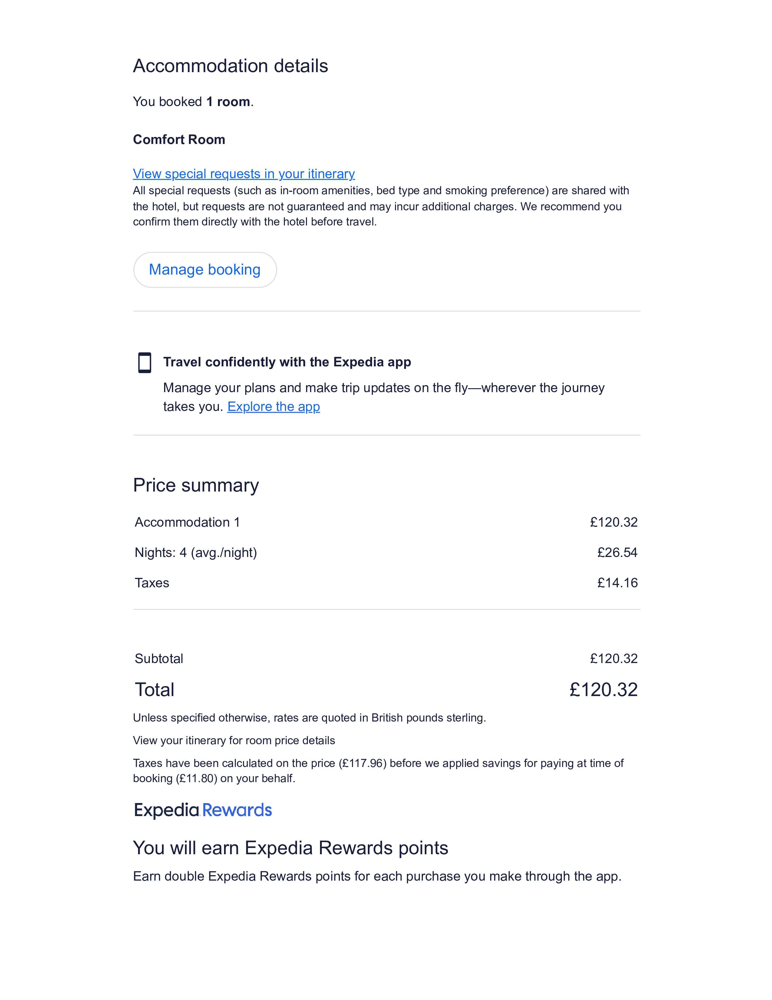 Accommodation details
You booked 1 room.
Comfort Room
View special requests in your itinerary
All special requests (such as in-room amenities, bed type and smoking preference) are shared with
the hotel, but requests are not guaranteed and may incur additional charges. We recommend you
confirm them directly with the hotel before travel.
Manage booking
Travel confidently with the Expedia app
Manage your plans and make trip updates on the fly—wherever the journey
takes you. Explore the app
Price summary
Accommodation 1 £120.32
Nights: 4 (avg./night) £26.54
Taxes £14.16
Subtotal £120.32
Total £120.32
Unless specified otherwise, rates are quoted in British pounds sterling.
View your itinerary for room price details
Taxes have been calculated on the price (£117.96) before we applied savings for paying at time of
booking (£11.80) on your behalf.
Expedia Rewards
You will earn Expedia Rewards points
Earn double Expedia Rewards points for each purchase you make through the app.